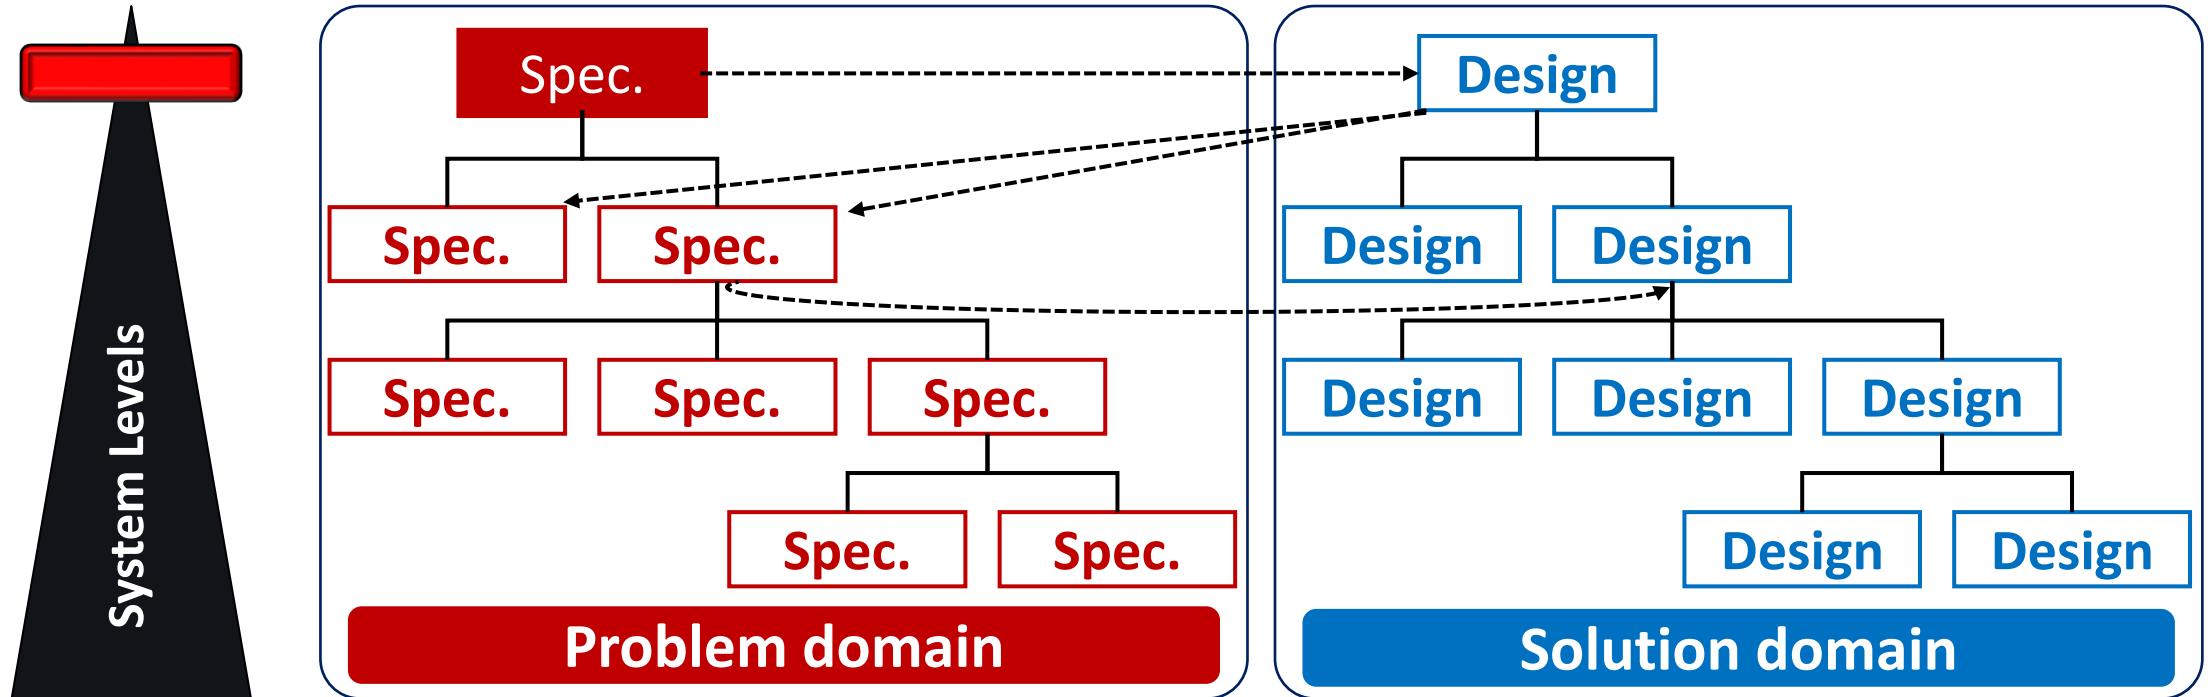 System Levels
Spec.
Spec.
Spec.
Spec.
Spec.
Spec.
Spec.
Spec.
Problem domain
Design
Design
Design
Design
Design
Design
Design
Design
Solution domain